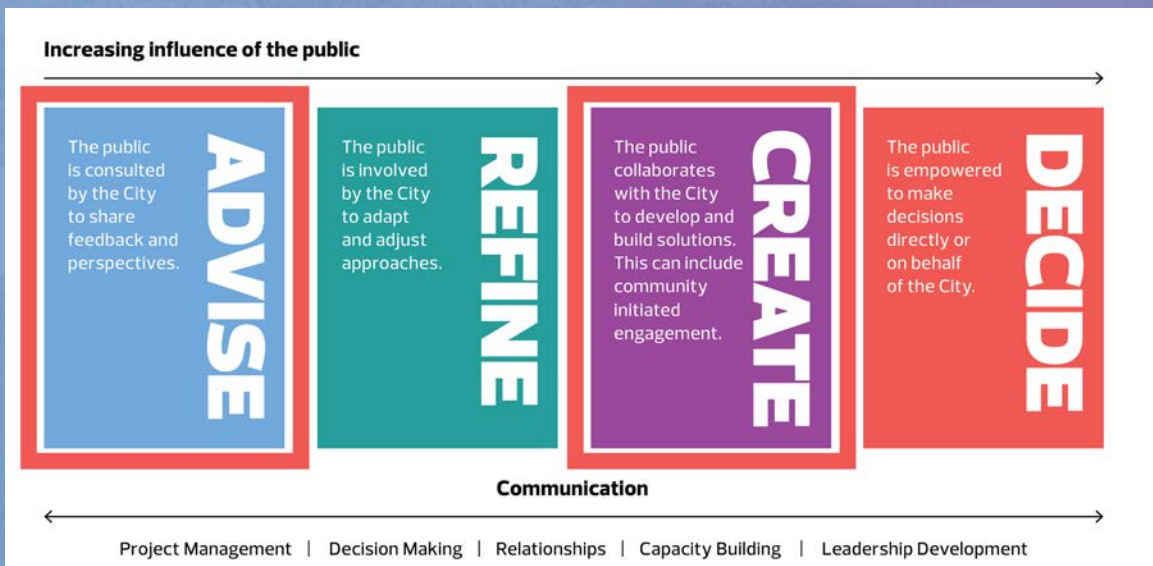 Increasing influence of the public
The public
is consulted
by the City
to share
feedback and
perspectives.
ADVISE
The public
is involved
by the City
to adapt
and adjust
approaches.
REFINE
The public
collaborates
with the City
to develop and
build solutions.
This can include
community
initiated
engagement.
CREATE
The public
is empowered
to make
decisions
directly or
on behalf
of the City.
DECIDE
Communication
Project Management | Decision Making | Relationships | Capacity Building | Leadership Development